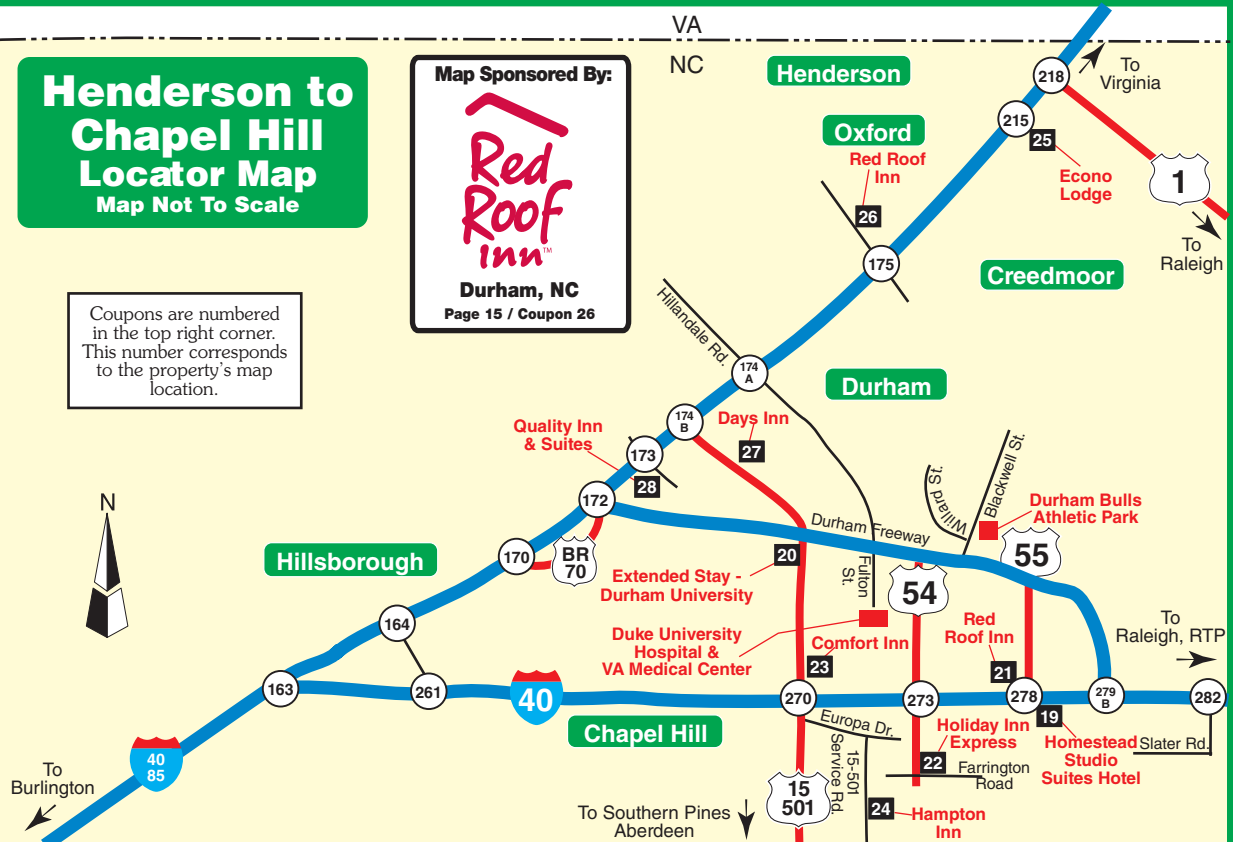 VA
NC
Henderson to
Chapel Hill
Locator Map
Map Not To Scale
Map Sponsored By:
Red
Roof
Inn™
Durham, NC
Page 15 / Coupon 26
Coupons are numbered
in the top right corner.
This number corresponds
to the property's map
location.
Henderson
218
To
Virginia
215
25
Econo
Lodge
1
To
Raleigh
Oxford
Red Roof
Inn
26
175
Creedmoor
Hillandale Rd.
174
A
Durham
174
B
Days Inn
27
Quality Inn
& Suites
173
28
172
N
Hillsborough
170
BR
70
Durham Freeway
Willard St.
Blackwell St.
Durham Bulls
Athletic Park
55
20
Extended Stay -
Durham University
Fulton
St.
54
164
Duke University
Hospital &
VA Medical Center
Comfort Inn
23
Red
Roof Inn
21
To
Raleigh, RTP
163
261
40
270
273
278
279
B
282
Chapel Hill
Europa Dr.
15-501
Service Rd.
Holiday Inn
Express
22
19
Homestead
Studio
Suites Hotel
Slater Rd.
Farrington
Road
40
85
To
Burlington
To Southern Pines
Aberdeen
15
501
24
Hampton
Inn